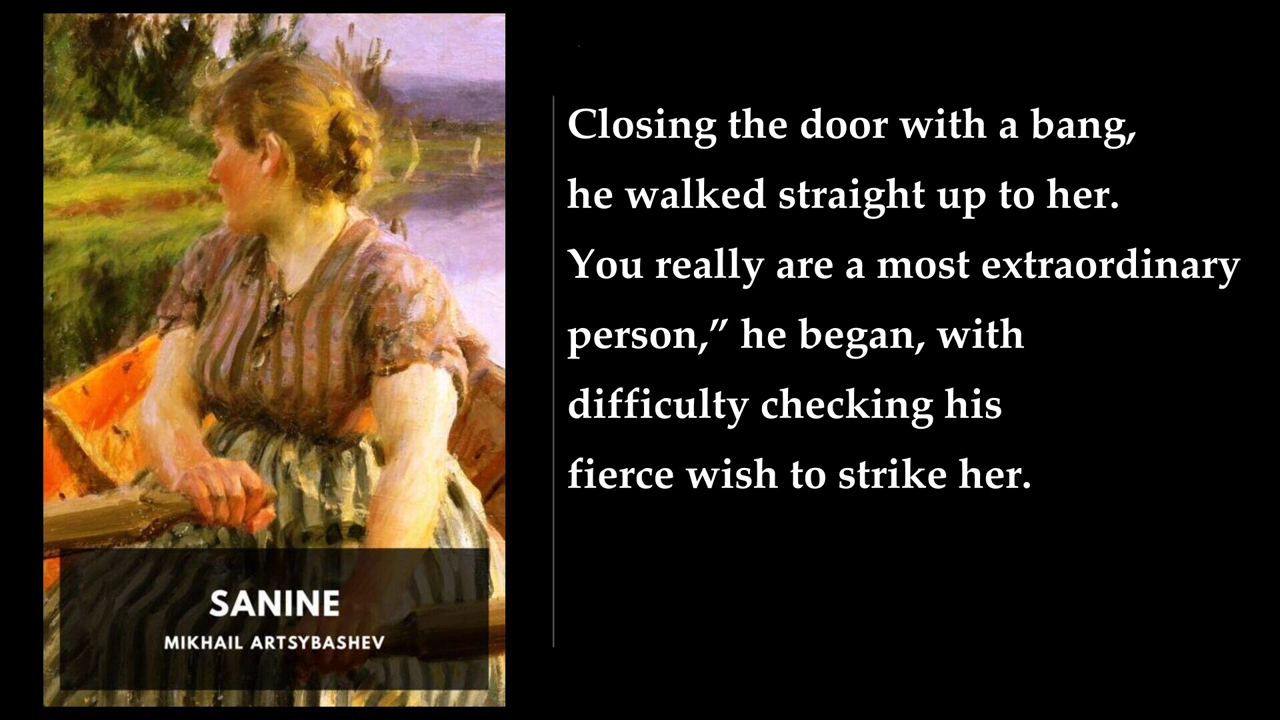 SANINE
MIKHAIL ARTSYBASHEV
Closing the door with a bang,
he walked straight up to her.
You really are a most extraordinary
person,” he began, with
difficulty checking his
fierce wish to strike her.